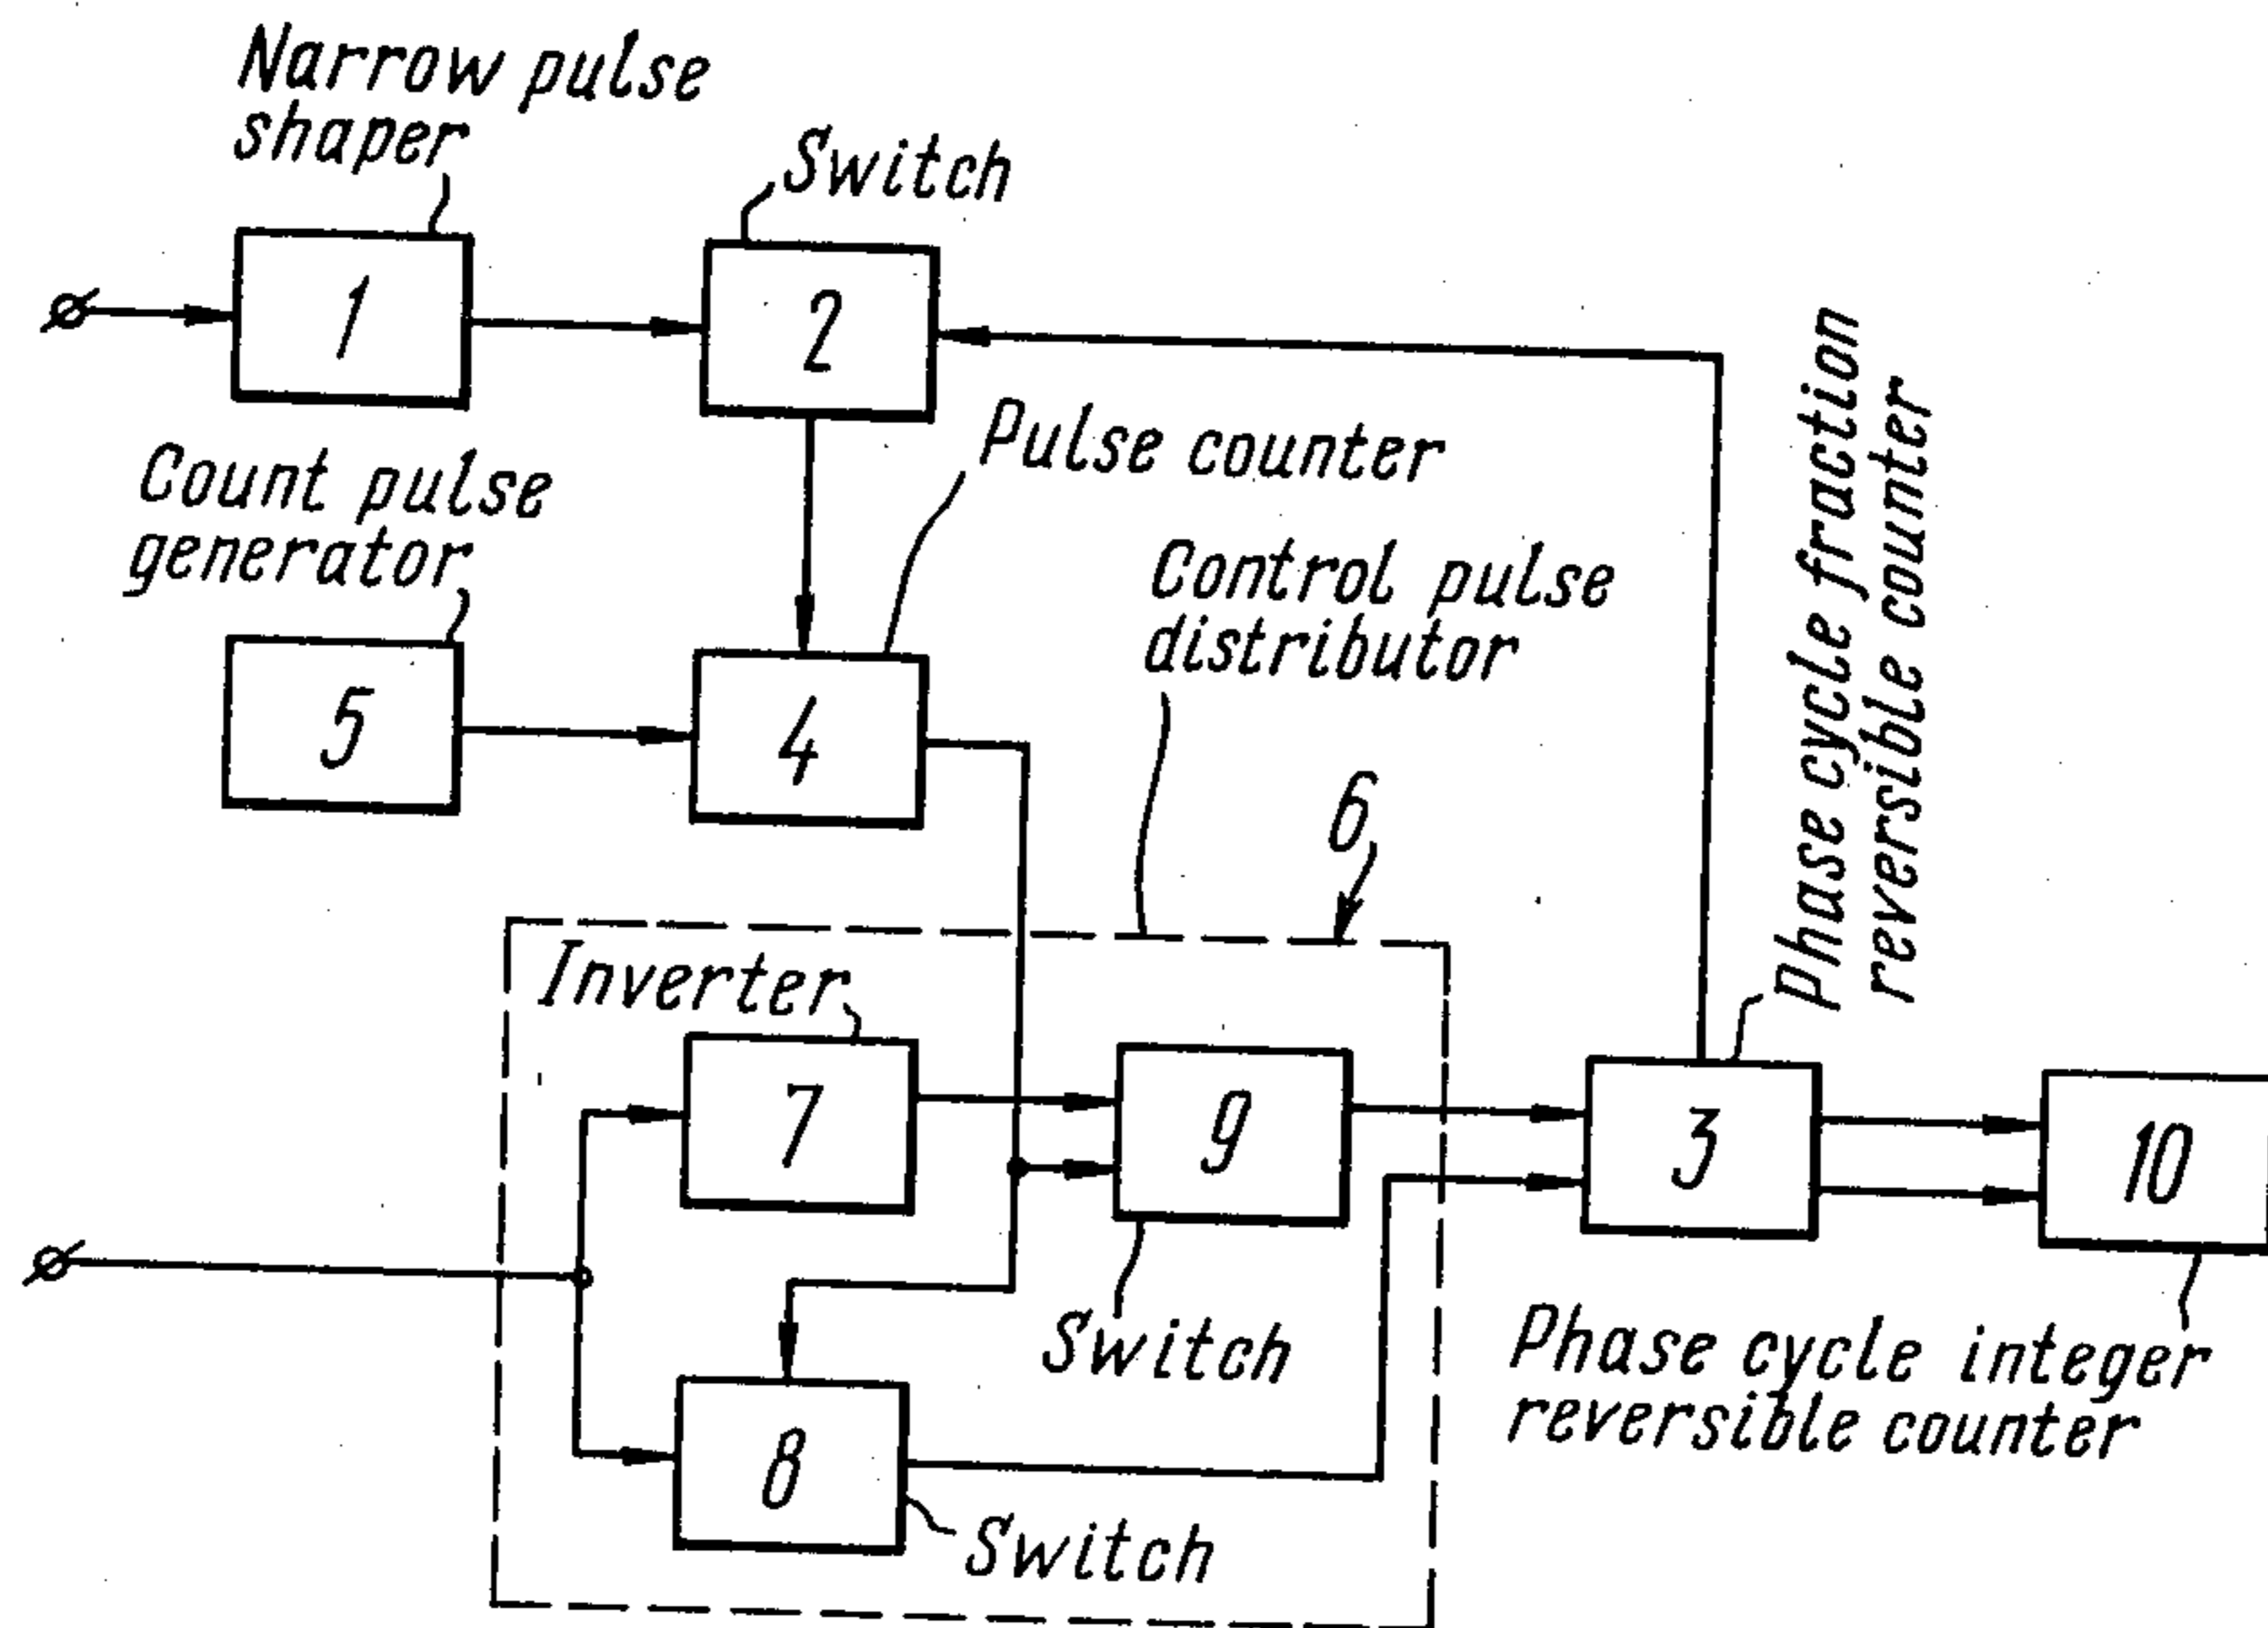 Narrow pulse
shaper
Switch
1
2
Pulse counter
Count pulse
generator
Control pulse
distributor
5
4
6
phase cycle fraction
reversible counter
Inverter
7
9
3
10
Switch
Phase cycle integer
reversible counter
8
Switch